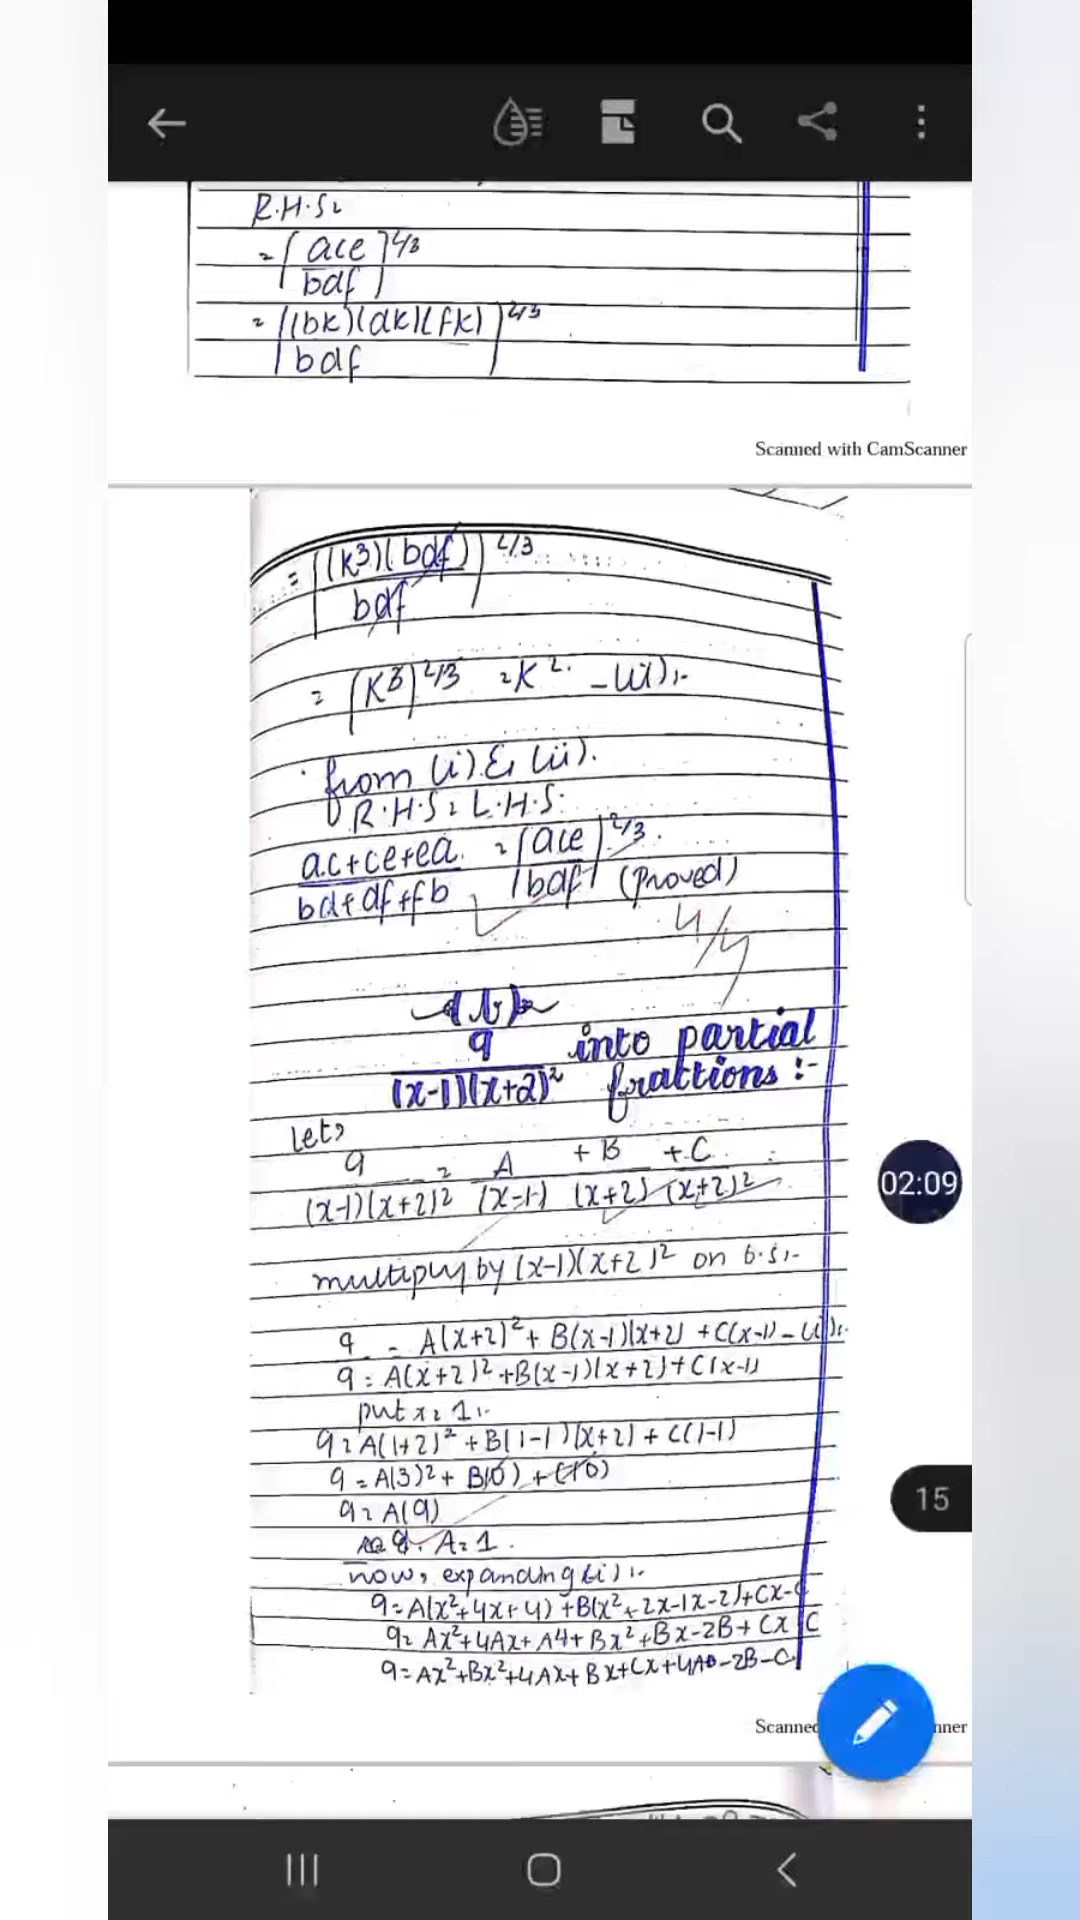 R.H.S=
= [ace/bdf]^2/3
= [(bk)(dk)(fk)/bdf]^2/3
Scanned with CamScanner
= [(k³)(bdf)/bdf]^2/3
= [k³]^2/3 = k². -(ii):-
from (i) & (ii).
R.H.S = L.H.S.
ac+ce+ea/bd+df+fb = [ace/bdf]^2/3 . (Proved)
4/4
(b)
9/(x-1)(x+2)² into partial
frattions :-
let,
9/(x-1)(x+2)² = A/(x-1) + B/(x+2) + C/(x+2)²
multiply by (x-1)(x+2)² on b.s:-
9 = A(x+2)² + B(x-1)(x+2) + C(x-1) - (i):-
9 = A(x+2)² + B(x-1)(x+2) + C(x-1)
put x = 1:-
9 = A(1+2)² + B(1-1)(x+2) + C(1-1)
9 = A(3)² + B(0) + C(0)
9 = A(9)
A = 1.
now, expanding (i):-
9 = A(x²+4x+4) + B(x²+2x-1x-2) + Cx-C
9 = Ax²+4Ax+A4+Bx²+Bx-2B+Cx-C
9 = Ax²+Bx²+4Ax+Bx+Cx+4A-2B-C
02:09
15
Scanne nner